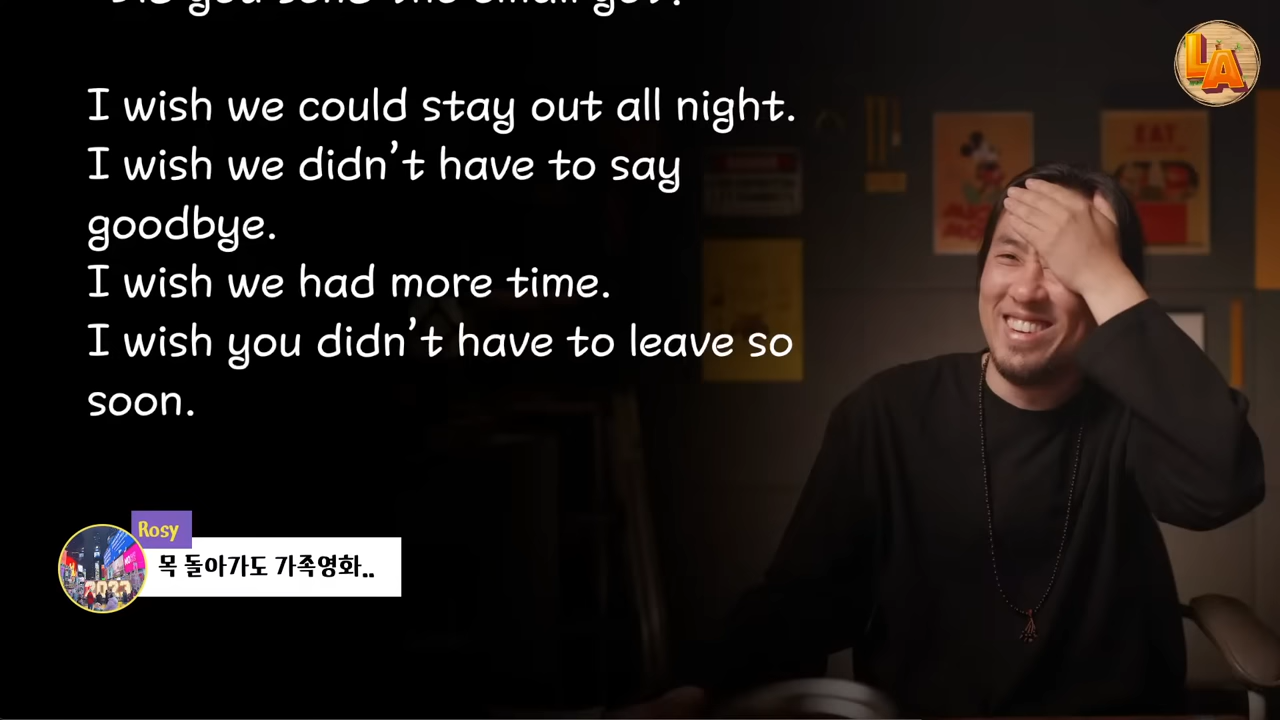 I wish we could stay out all night.
I wish we didn't have to say
goodbye.
I wish we had more time.
I wish you didn't have to leave so
soon.
Rosy
목 돌아가도 가족영화..
2023
LA
EAT